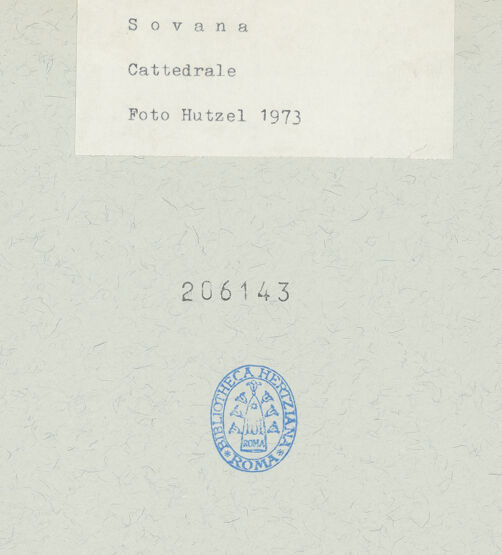 S o v a n a
Cattedrale
Foto Hutzel 1973
206143
BIBLIOTHECA HERTZIANA
ROMA
* ROMA *